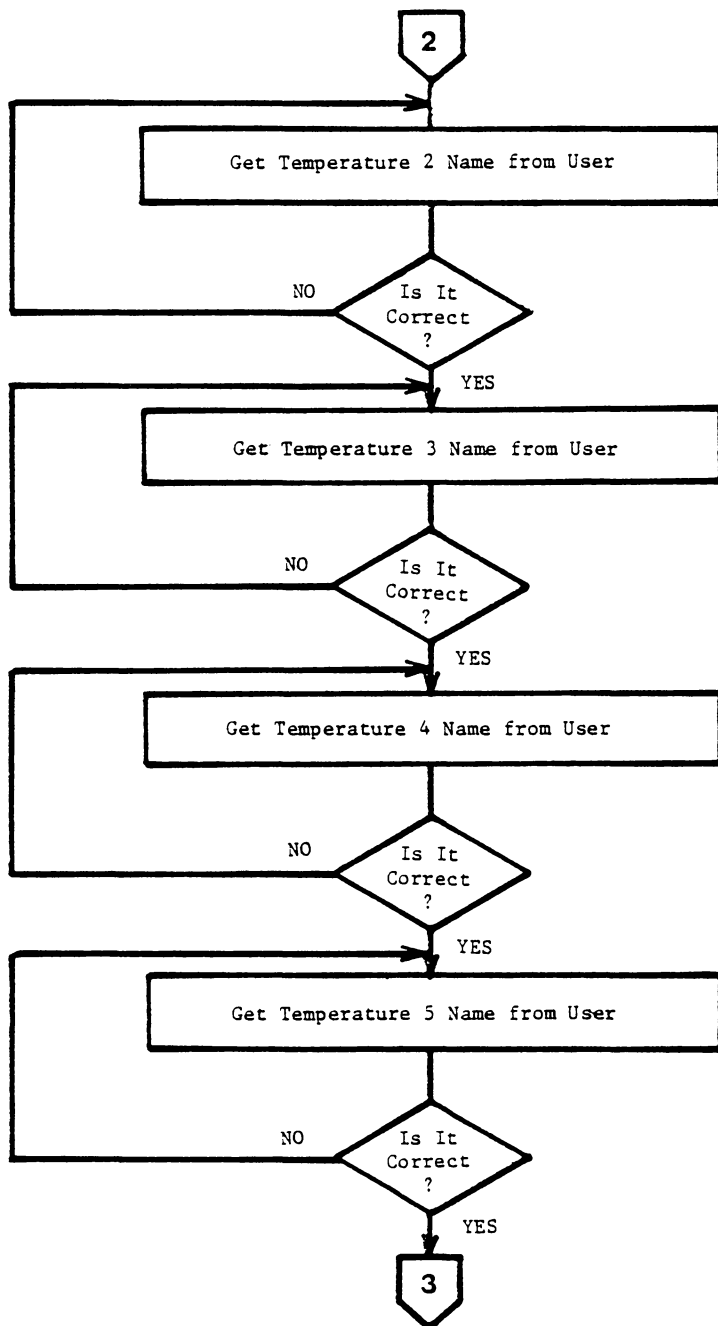 2
Get Temperature 2 Name from User
NO
Is It
Correct
?
YES
Get Temperature 3 Name from User
NO
Is It
Correct
?
YES
Get Temperature 4 Name from User
NO
Is It
Correct
?
YES
Get Temperature 5 Name from User
NO
Is It
Correct
?
YES
3